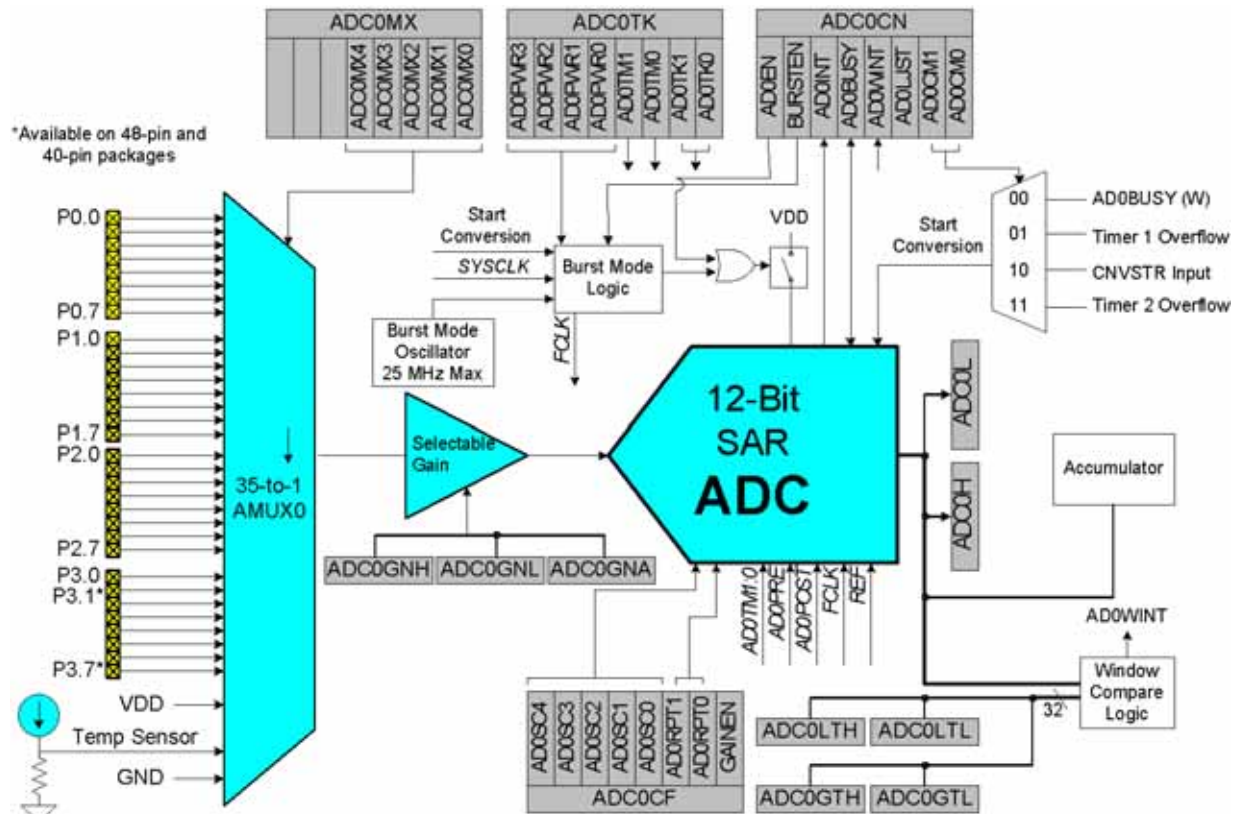 ADC0MX
ADC0MX4
ADC0MX3
ADC0MX2
ADC0MX1
ADC0MX0
ADC0TK
AD0PWR3
AD0PWR2
AD0PWR1
AD0PWR0
AD0TM1
AD0TM0
AD0TK1
AD0TK0
ADC0CN
AD0EN
BURSTEN
AD0INT
AD0BUSY
AD0WINT
AD0LJST
AD0CM1
AD0CM0
*Available on 48-pin and
40-pin packages
P0.0
P0.7
P1.0
P1.7
P2.0
P2.7
P3.0
P3.1*
P3.7*
VDD
Temp Sensor
GND
35-to-1
AMUX0
Start
Conversion
SYSCLK
Burst Mode
Logic
Burst Mode
Oscillator
25 MHz Max
FCLK
VDD
Start
Conversion
00
01
10
11
AD0BUSY (W)
Timer 1 Overflow
CNVSTR Input
Timer 2 Overflow
Selectable
Gain
ADC0GNH
ADC0GNL
ADC0GNA
12-Bit
SAR
ADC
ADC0L
ADC0H
Accumulator
AD0TM1:0
AD0PRE
AD0POST
FCLK
REF
AD0WINT
Window
Compare
Logic
32
ADC0LTH
ADC0LTL
ADC0GTH
ADC0GTL
AD0SC4
AD0SC3
AD0SC2
AD0SC1
AD0SC0
AD0RPT1
AD0RPT0
GAINEN
ADC0CF